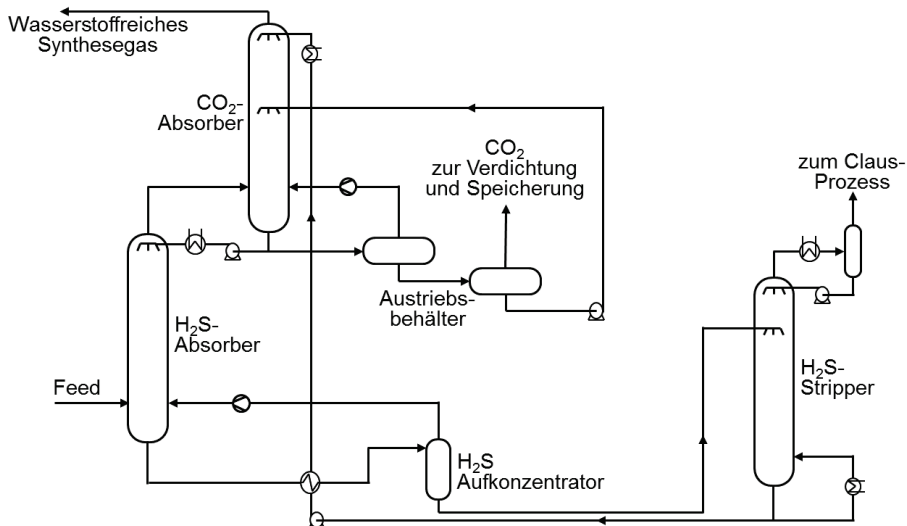 Wasserstoffreiches
Synthesegas
CO₂-
Absorber
CO₂
zur Verdichtung
und Speicherung
zum Claus-
Prozess
Austriebs-
behälter
H₂S-
Absorber
H₂S-
Stripper
Feed
H₂S
Aufkonzentrator